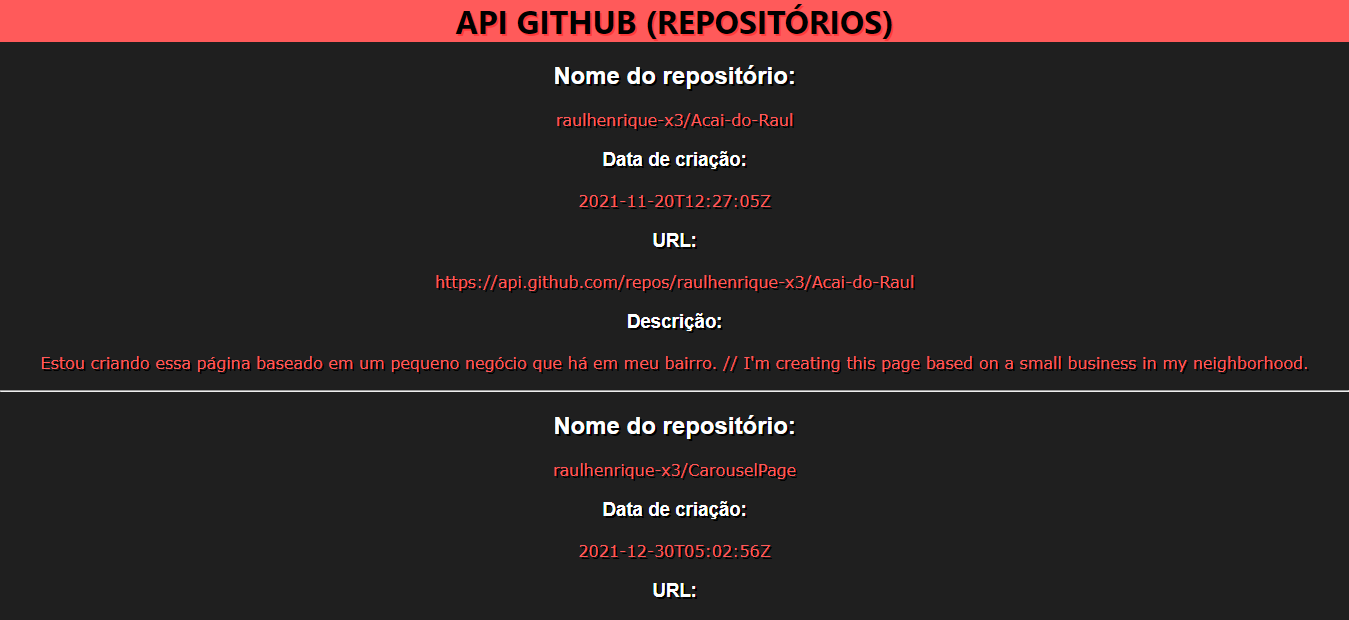 API GITHUB (REPOSITÓRIOS)
Nome do repositório:
raulhenrique-x3/Acai-do-Raul
Data de criação:
2021-11-20T12:27:05Z
URL:
https://api.github.com/repos/raulhenrique-x3/Acai-do-Raul
Descrição:
Estou criando essa página baseado em um pequeno negócio que há em meu bairro. // I'm creating this page based on a small business in my neighborhood.
Nome do repositório:
raulhenrique-x3/CarouselPage
Data de criação:
2021-12-30T05:02:56Z
URL: